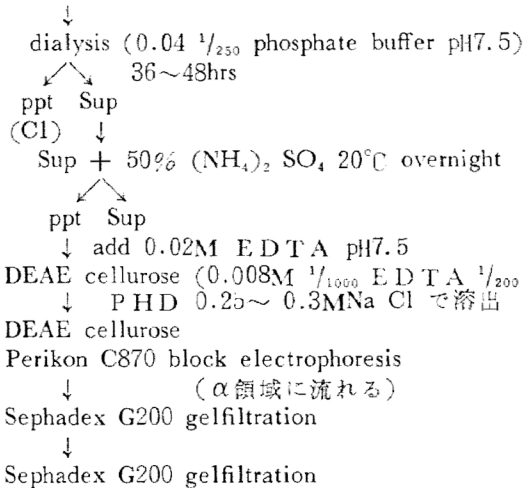 ↓
dialysis (0.04 ¹/₂₅₀ phosphate buffer pH7.5)
↙ ↘ 36～48hrs
ppt Sup
(C1) ↓
Sup + 50% (NH₄)₂ SO₄ 20℃ overnight
↙ ↘
ppt Sup
↓ add 0.02M EDTA pH7.5
DEAE cellurose (0.008M ¹/₁₀₀₀ EDTA ¹/₂₀₀
↓ PHD 0.25～ 0.3MNa Cl で溶出
DEAE cellurose
Perikon C870 block electrophoresis
↓ (α領域に流れる)
Sephadex G200 gelfiltration
↓
Sephadex G200 gelfiltration